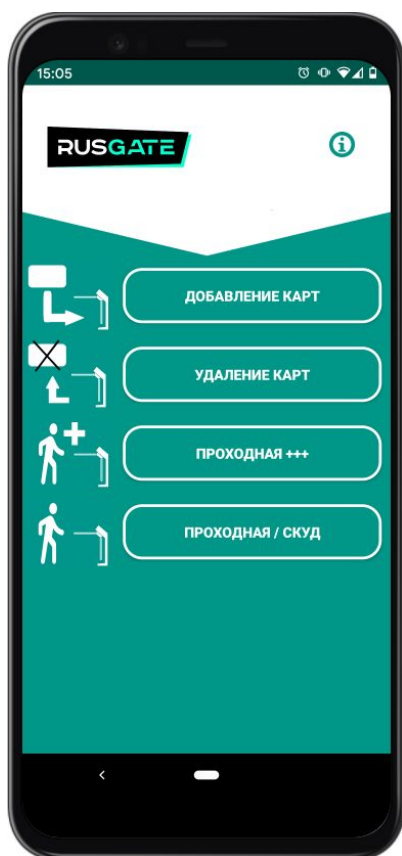 15:05
RUSGATE
ДОБАВЛЕНИЕ КАРТ
УДАЛЕНИЕ КАРТ
ПРОХОДНАЯ +++
ПРОХОДНАЯ / СКУД